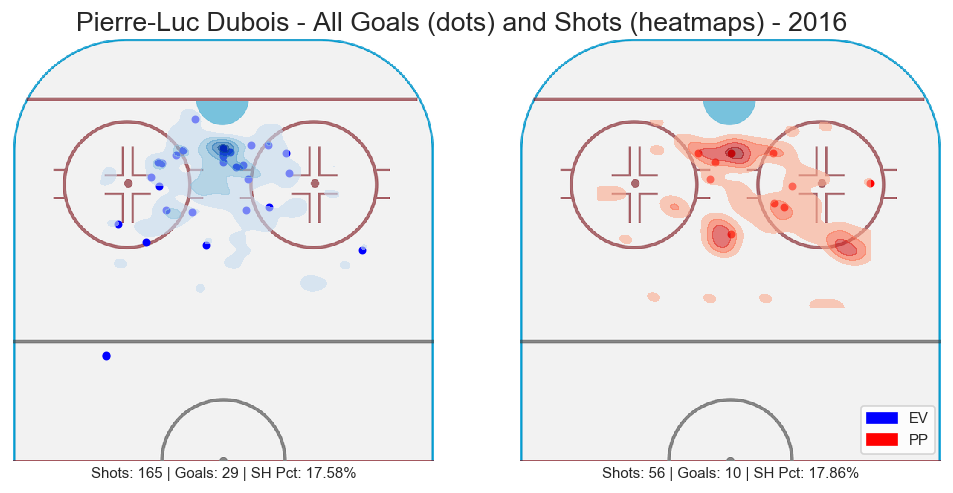 Pierre-Luc Dubois - All Goals (dots) and Shots (heatmaps) - 2016
EV
PP
Shots: 165 | Goals: 29 | SH Pct: 17.58%
Shots: 56 | Goals: 10 | SH Pct: 17.86%